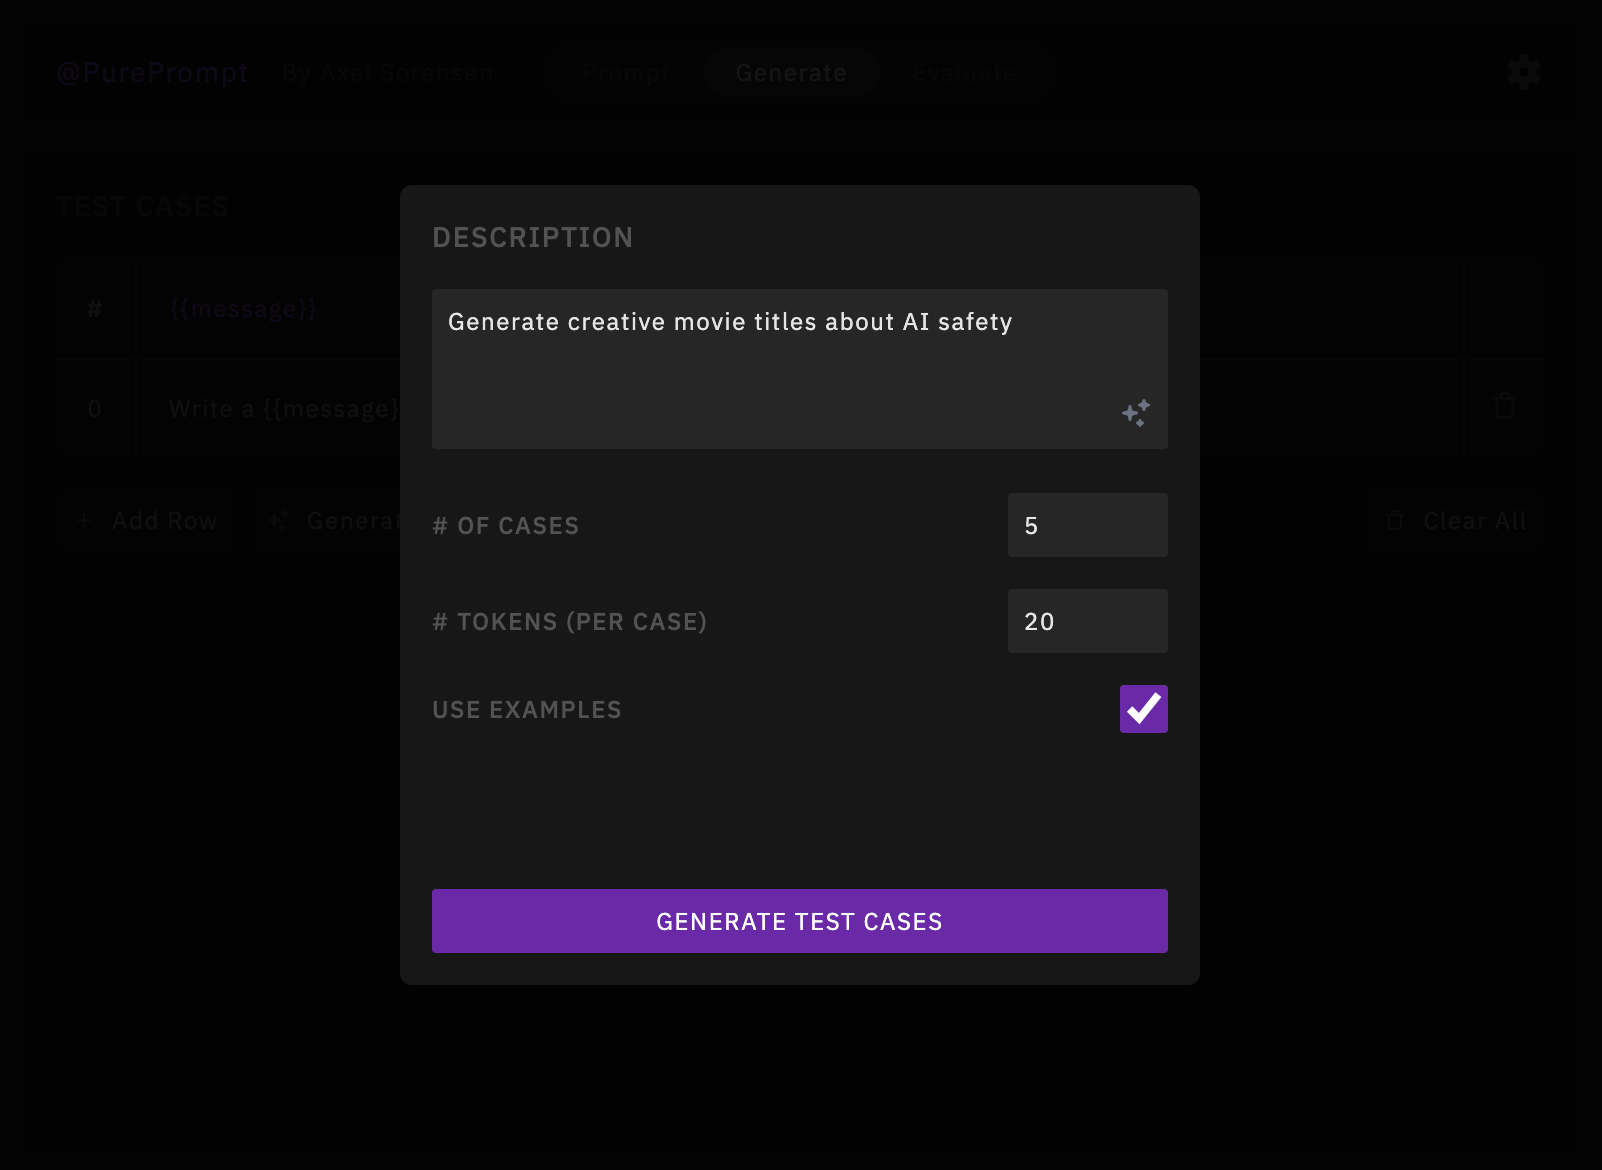 @PurePrompt By Axel Sorensen Prompt Generate Evaluate
TEST CASES
# {{message}}
0 Write a {{message}
+ Add Row Generat Clear All
DESCRIPTION
Generate creative movie titles about AI safety
# OF CASES 5
# TOKENS (PER CASE) 20
USE EXAMPLES
GENERATE TEST CASES